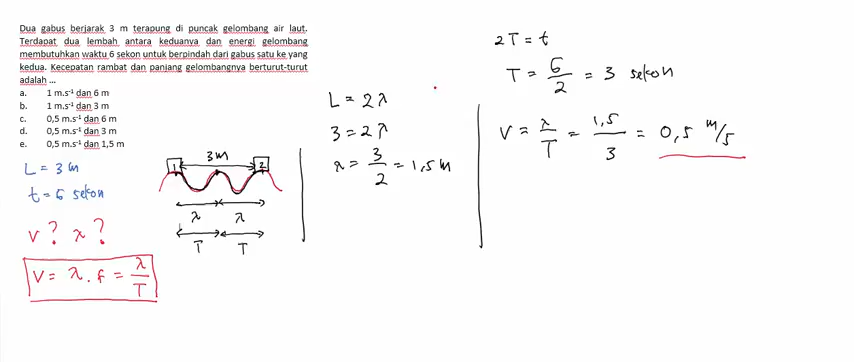 Dua gabus berjarak 3 m terapung di puncak gelombang air laut.
Terdapat dua lembah antara keduanya dan energi gelombang
membutuhkan waktu 6 sekon untuk berpindah dari gabus satu ke yang
kedua. Kecepatan rambat dan panjang gelombangnya berturut-turut
adalah ...
a. 1 m.s⁻¹ dan 6 m
b. 1 m.s⁻¹ dan 3 m
c. 0,5 m.s⁻¹ dan 6 m
d. 0,5 m.s⁻¹ dan 3 m
e. 0,5 m.s⁻¹ dan 1,5 m
L = 3 m
t = 6 sekon
V? λ?
V = λ . f = λ/T
3 m
1 2
λ λ
T T
L = 2λ
3 = 2λ
λ = 3/2 = 1,5 m
2T = t
T = 6/2 = 3 sekon
V = λ/T = 1,5/3 = 0,5 m/s